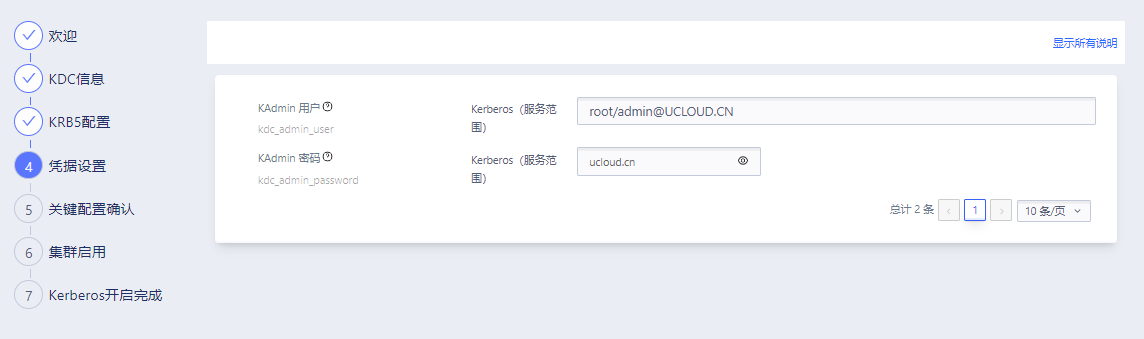 欢迎
KDC信息
KRB5配置
4 凭据设置
5 关键配置确认
6 集群启用
7 Kerberos开启完成
显示所有说明
KAdmin 用户
kdc_admin_user
Kerberos（服务范
围）
root/admin@UCLOUD.CN
KAdmin 密码
kdc_admin_password
Kerberos（服务范
围）
ucloud.cn
总计 2 条 < 1 > 10 条/页